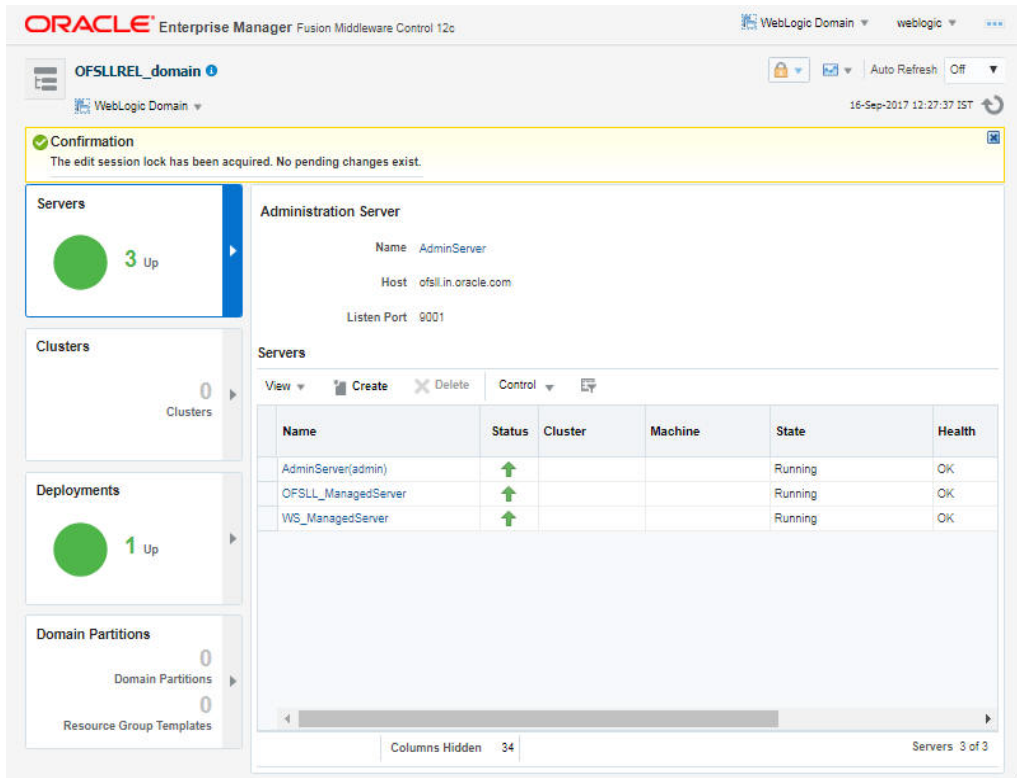 ORACLE Enterprise Manager Fusion Middleware Control 12c
WebLogic Domain weblogic
OFSLLREL_domain
Auto Refresh Off
WebLogic Domain
16-Sep-2017 12:27:37 IST
Confirmation
The edit session lock has been acquired. No pending changes exist.
Servers
3 Up
Clusters
0
Clusters
Deployments
1 Up
Domain Partitions
0
Domain Partitions
0
Resource Group Templates
Administration Server
Name AdminServer
Host ofsll.in.oracle.com
Listen Port 9001
Servers
View Create Delete Control
Name Status Cluster Machine State Health
AdminServer(admin) Running OK
OFSLL_ManagedServer Running OK
WS_ManagedServer Running OK
Columns Hidden 34
Servers 3 of 3